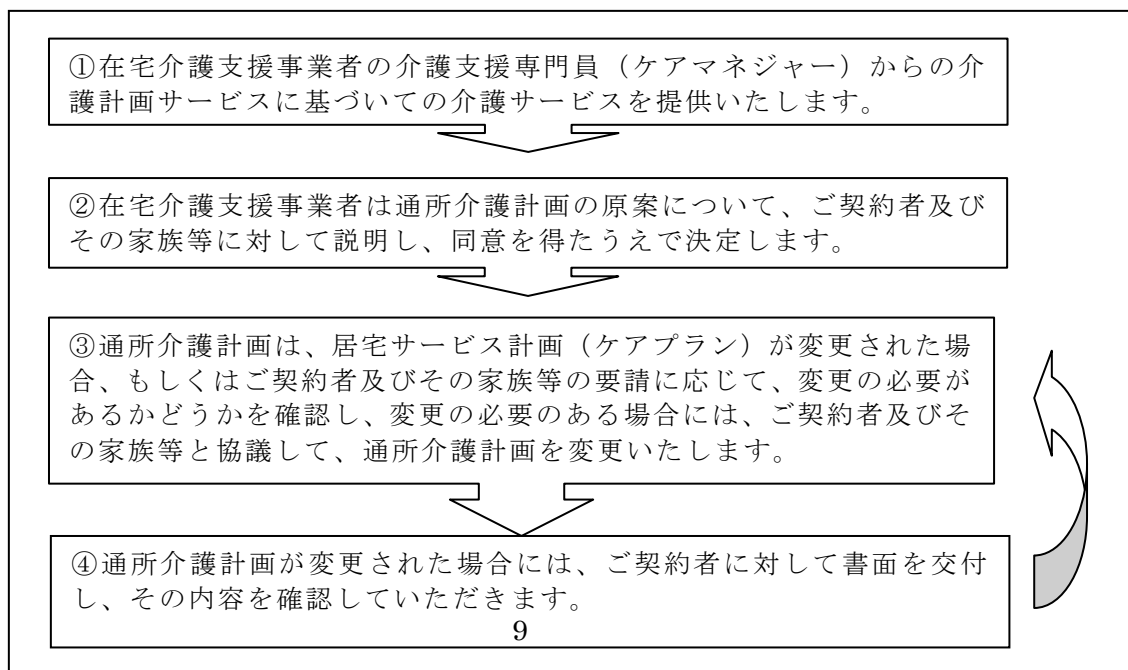 ①在宅介護支援事業者の介護支援専門員（ケアマネジャー）からの介
護計画サービスに基づいての介護サービスを提供いたします。
②在宅介護支援事業者は通所介護計画の原案について、ご契約者及び
その家族等に対して説明し、同意を得たうえで決定します。
③通所介護計画は、居宅サービス計画（ケアプラン）が変更された場
合、もしくはご契約者及びその家族等の要請に応じて、変更の必要が
あるかどうかを確認し、変更の必要のある場合には、ご契約者及びそ
の家族等と協議して、通所介護計画を変更いたします。
④通所介護計画が変更された場合には、ご契約者に対して書面を交付
し、その内容を確認していただきます。
9